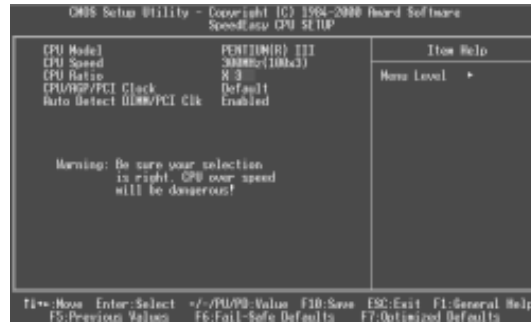 CMOS Setup Utility - Copyright (C) 1984-2000 Award Software
SpeedEasy CPU SETUP
CPU Model PENTIUM(R) III
CPU Speed 300MHz(100x3)
CPU Ratio X 3
CPU/AGP/PCI Clock Default
Auto Detect DIMM/PCI Clk Enabled
Warning: Be sure your selection
is right. CPU over speed
will be dangerous!
Item Help
Menu Level ▸
↑↓→←:Move Enter:Select +/-/PU/PD:Value F10:Save ESC:Exit F1:General Help
F5:Previous Values F6:Fail-Safe Defaults F7:Optimized Defaults